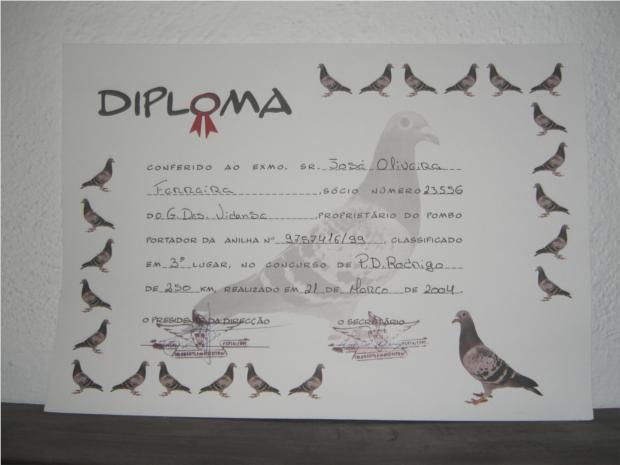 DIPLOMA
CONFERIDO AO EXMO. SR. José Oliveira
Ferreira, SÓCIO NÚMERO 23556
DO G. Des. Vidense, PROPRIETÁRIO DO POMBO
PORTADOR DA ANILHA Nº 9757416/99, CLASSIFICADO
EM 3º LUGAR, NO CONCURSO DE P.D. Rodrigo
DE 250 KM, REALIZADO EM 21 DE Março DE 2004.
O PRESIDENTE DA DIRECÇÃO O SECRETÁRIO